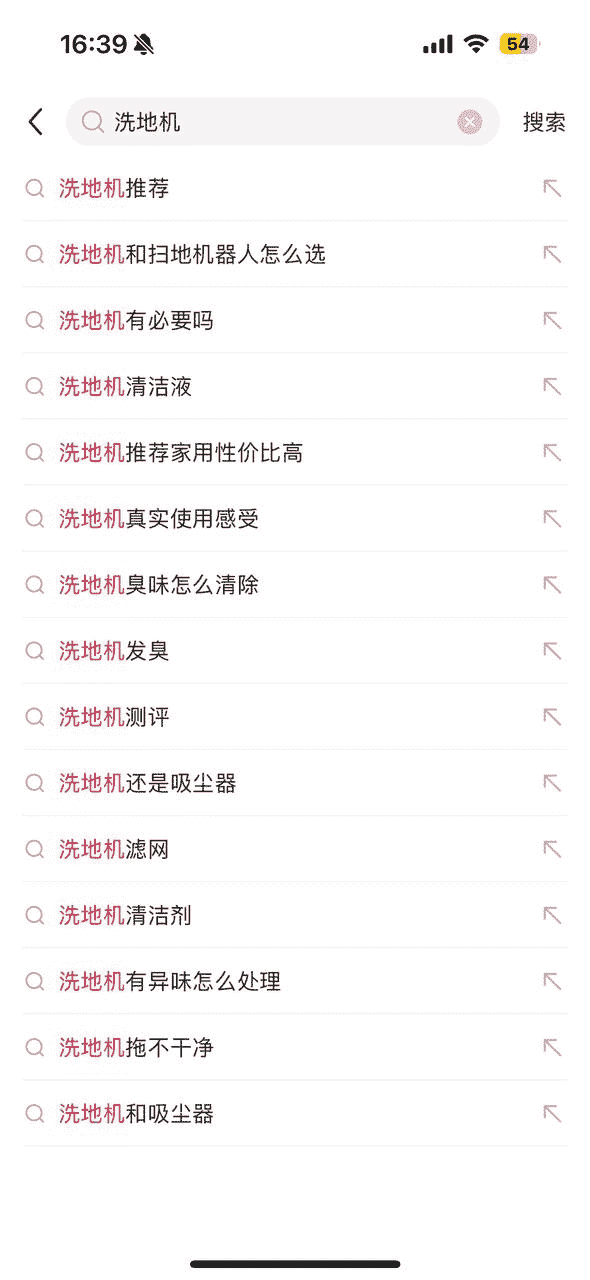 16:39
54
洗地机
搜索
洗地机推荐
洗地机和扫地机器人怎么选
洗地机有必要吗
洗地机清洁液
洗地机推荐家用性价比高
洗地机真实使用感受
洗地机臭味怎么清除
洗地机发臭
洗地机测评
洗地机还是吸尘器
洗地机滤网
洗地机清洁剂
洗地机有异味怎么处理
洗地机拖不干净
洗地机和吸尘器